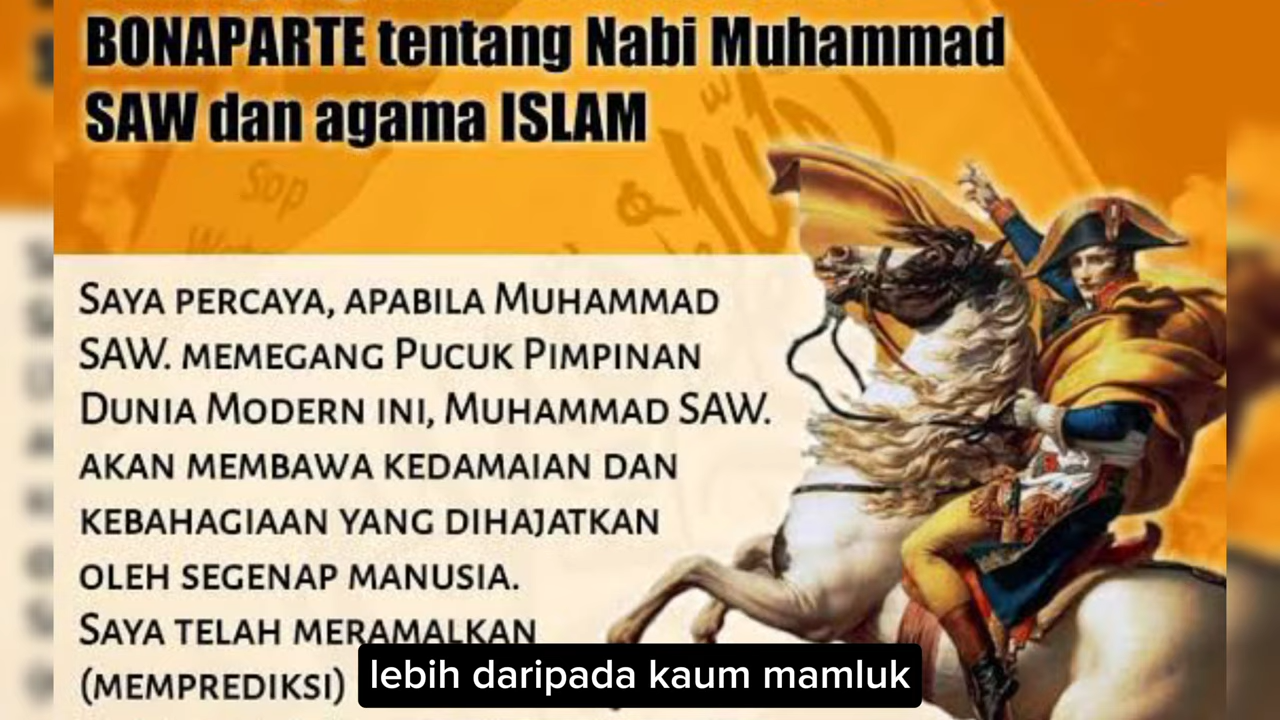 BONAPARTE tentang Nabi Muhammad
SAW dan agama ISLAM
Sop
SAYA PERCAYA, APABILA MUHAMMAD
SAW. MEMEGANG PUCUK PIMPINAN
DUNIA MODERN INI, MUHAMMAD SAW.
AKAN MEMBAWA KEDAMAIAN DAN
KEBAHAGIAAN YANG DIHAJATKAN
OLEH SEGENAP MANUSIA.
SAYA TELAH MERAMALKAN
(MEMPREDIKSI)
lebih daripada kaum mamluk